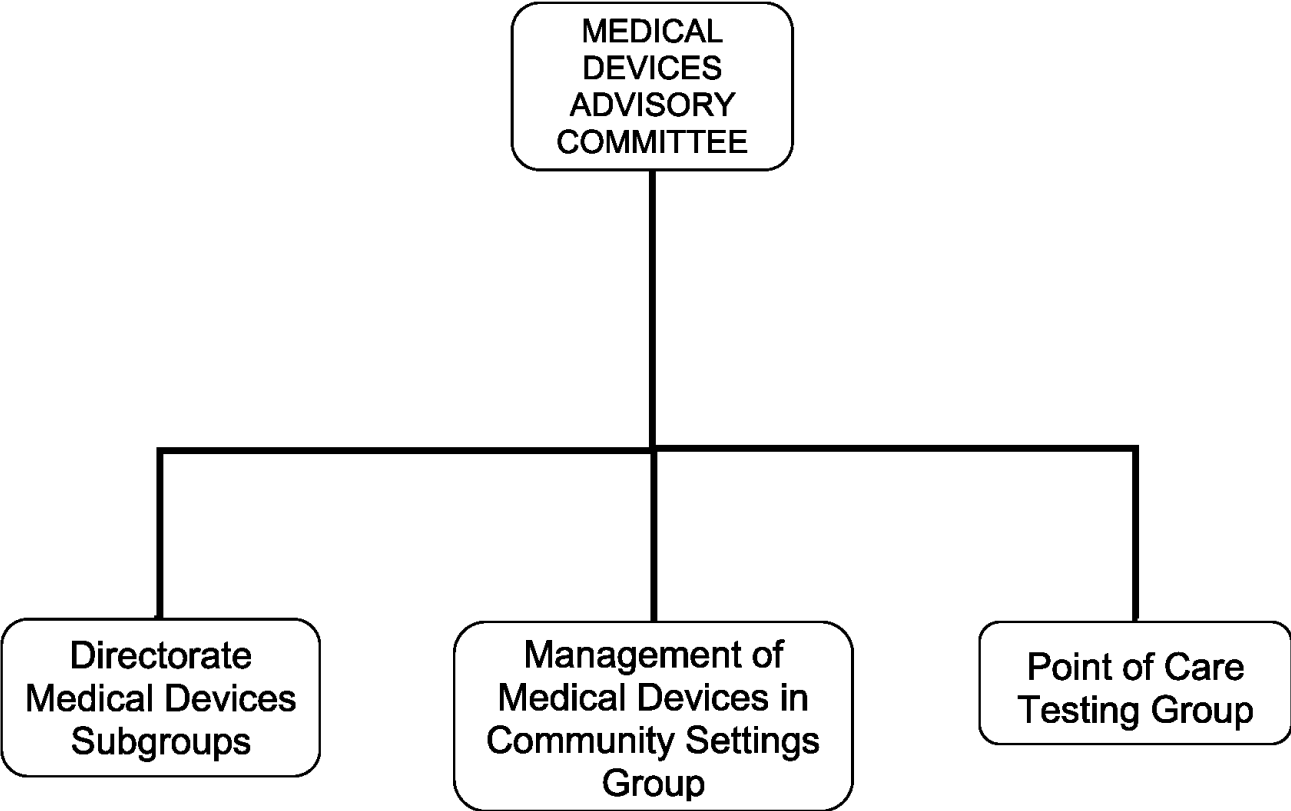 MEDICAL
DEVICES
ADVISORY
COMMITTEE
Directorate
Medical Devices
Subgroups
Management of
Medical Devices in
Community Settings
Group
Point of Care
Testing Group